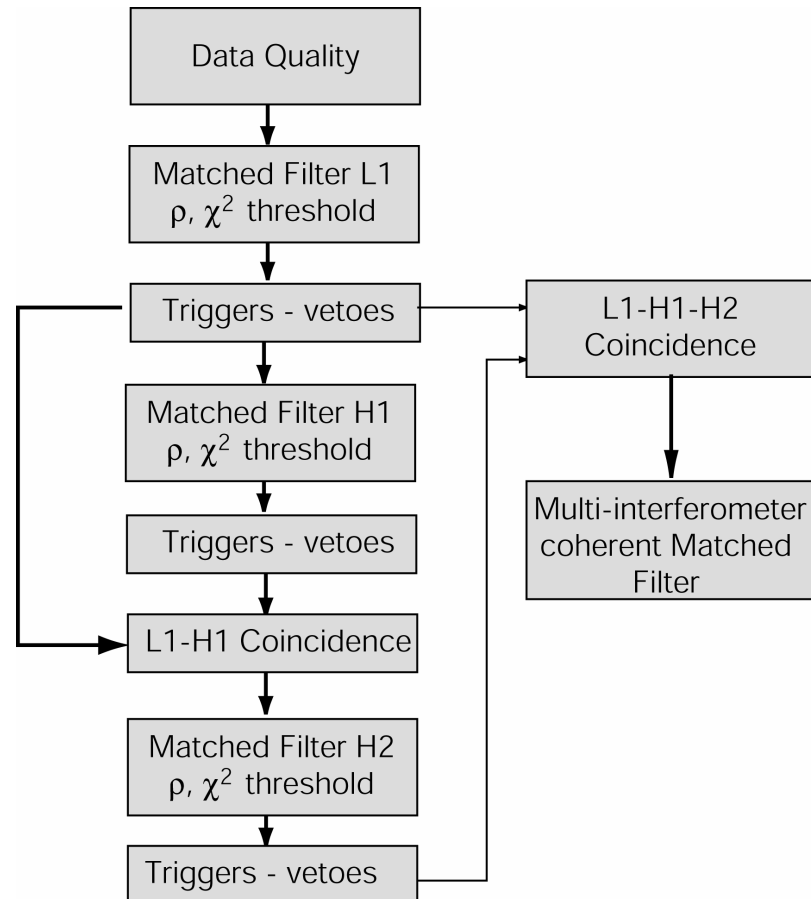 Data Quality
Matched Filter L1
ρ, χ² threshold
Triggers - vetoes
Matched Filter H1
ρ, χ² threshold
Triggers - vetoes
L1-H1 Coincidence
Matched Filter H2
ρ, χ² threshold
Triggers - vetoes
L1-H1-H2
Coincidence
Multi-interferometer
coherent Matched
Filter